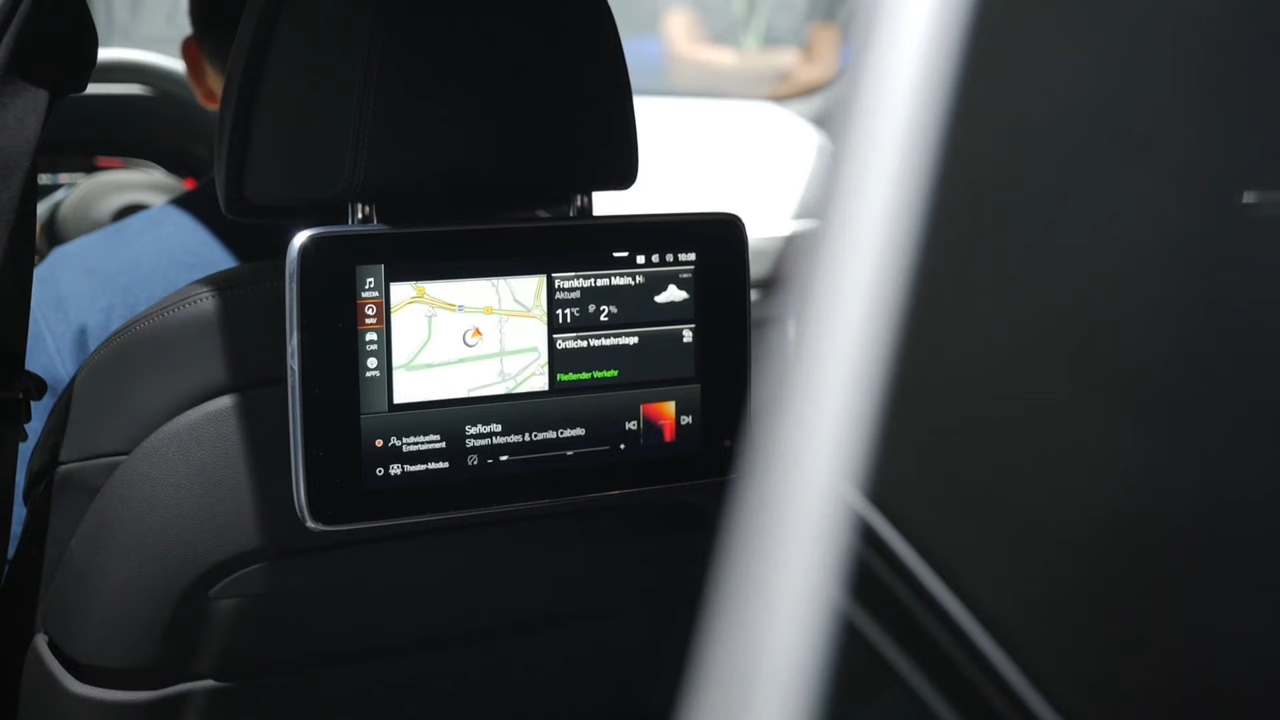 10:08
MEDIA
NAV
CAR
APPS
Frankfurt am Main, H
Aktuell
11°C 2%
Örtliche Verkehrslage
Fließender Verkehr
Individuelles
Entertainment
Theater-Modus
Señorita
Shawn Mendes & Camila Cabello
− +